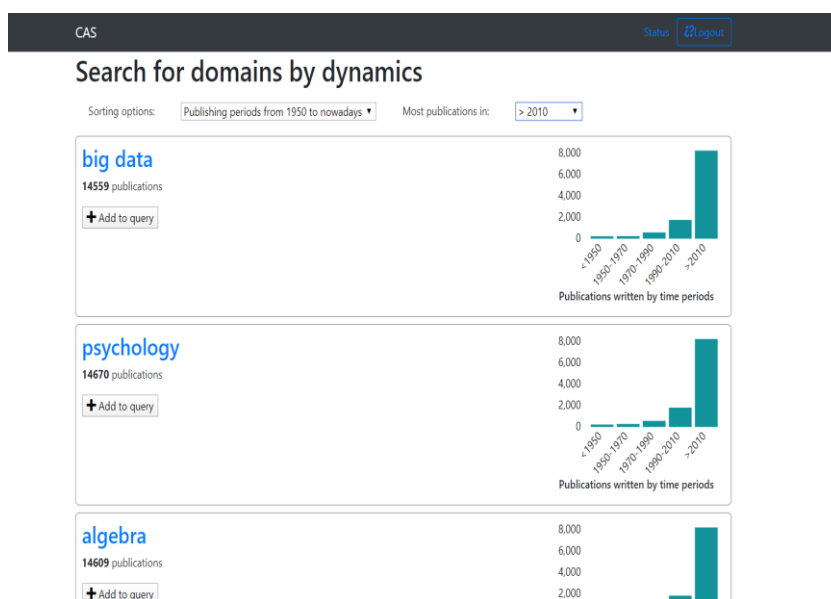 CAS Status Logout
Search for domains by dynamics
Sorting options: Publishing periods from 1950 to nowadays Most publications in: > 2010
big data
14559 publications
Add to query
8,000
6,000
4,000
2,000
0
<1950 1950-1970 1970-1990 1990-2010 >2010
Publications written by time periods
psychology
14670 publications
Add to query
8,000
6,000
4,000
2,000
0
<1950 1950-1970 1970-1990 1990-2010 >2010
Publications written by time periods
algebra
14609 publications
Add to query
8,000
6,000
4,000
2,000